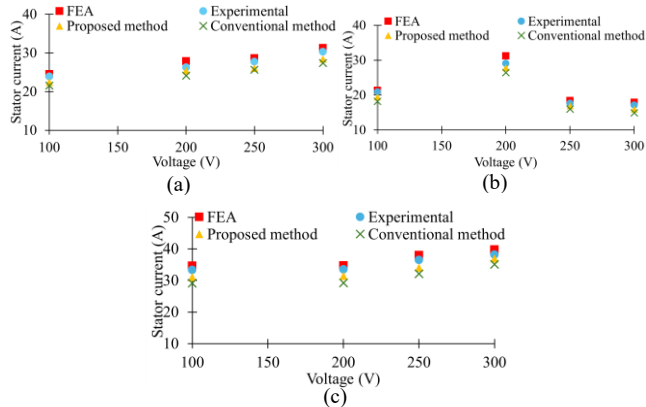 40
FEA
Experimental
Proposed method
Conventional method
30
20
10
100
150
200
250
300
Stator current (A)
Voltage (V)
(a)
40
FEA
Experimental
Proposed method
Conventional method
30
20
10
100
150
200
250
300
Stator current (A)
Voltage (V)
(b)
50
FEA
Experimental
Proposed method
Conventional method
40
30
20
10
100
150
200
250
300
Stator current (A)
Voltage (V)
(c)